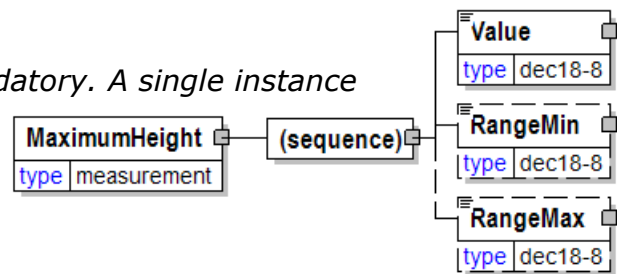 Value
type dec18-8
datory. A single instance
RangeMin
type dec18-8
MaximumHeight
type measurement
(sequence)
RangeMax
type dec18-8